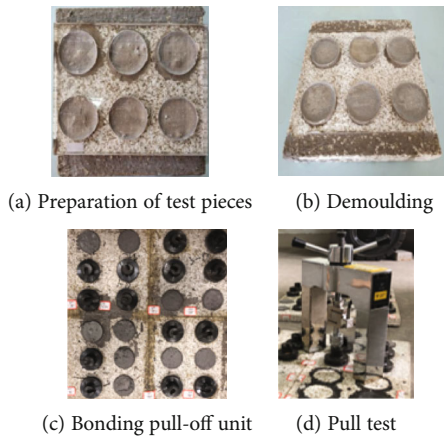 (a) Preparation of test pieces
(b) Demoulding
(c) Bonding pull-off unit
(d) Pull test